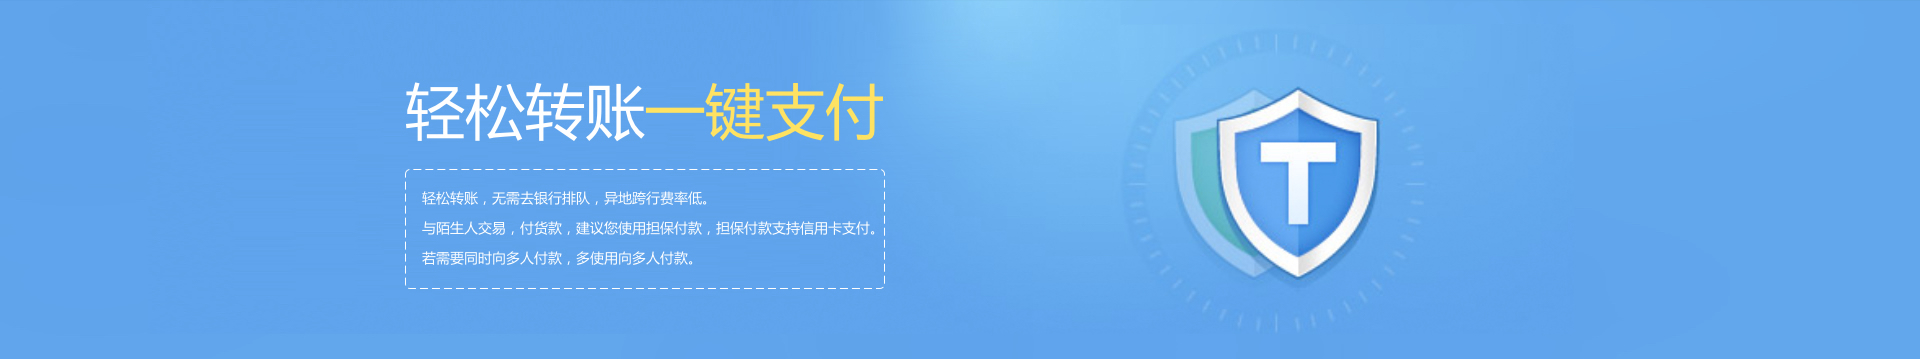 轻松转账一键支付
轻松转账，无需去银行排队，异地跨行费率低。
与陌生人交易，付货款，建议您使用担保付款，担保付款支持信用卡支付。
若需要同时向多人付款，多使用向多人付款。
T